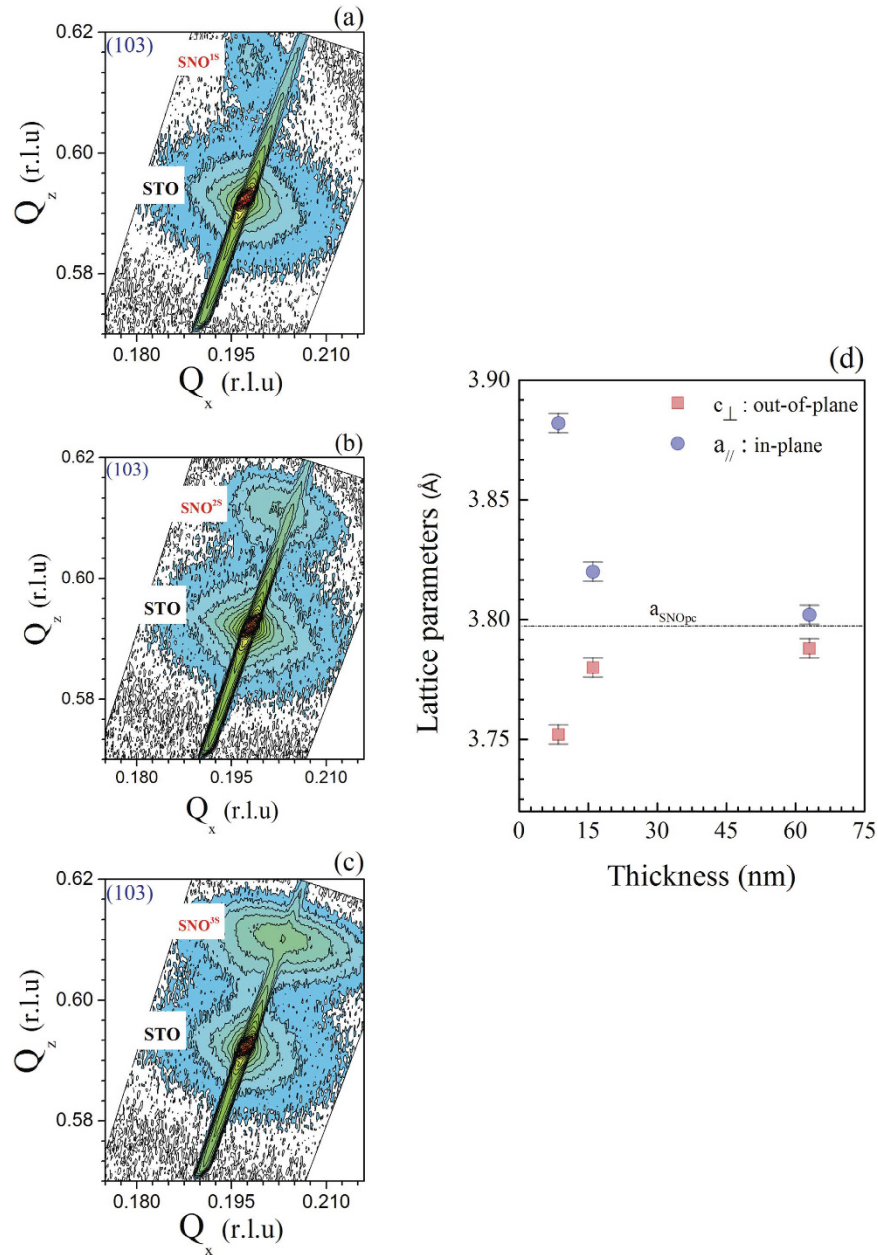 (a)
(103)
SNO1S
STO
0.62
0.60
0.58
Qz (r.l.u)
0.180 0.195 0.210
Qx (r.l.u)
(b)
(103)
SNO2S
STO
0.62
0.60
0.58
Qz (r.l.u)
0.180 0.195 0.210
Qx (r.l.u)
(c)
(103)
SNO3S
STO
0.62
0.60
0.58
Qz (r.l.u)
0.180 0.195 0.210
Qx (r.l.u)
(d)
c⊥ : out-of-plane
a// : in-plane
aSNOpc
3.90
3.85
3.80
3.75
Lattice parameters (Å)
0 15 30 45 60 75
Thickness (nm)